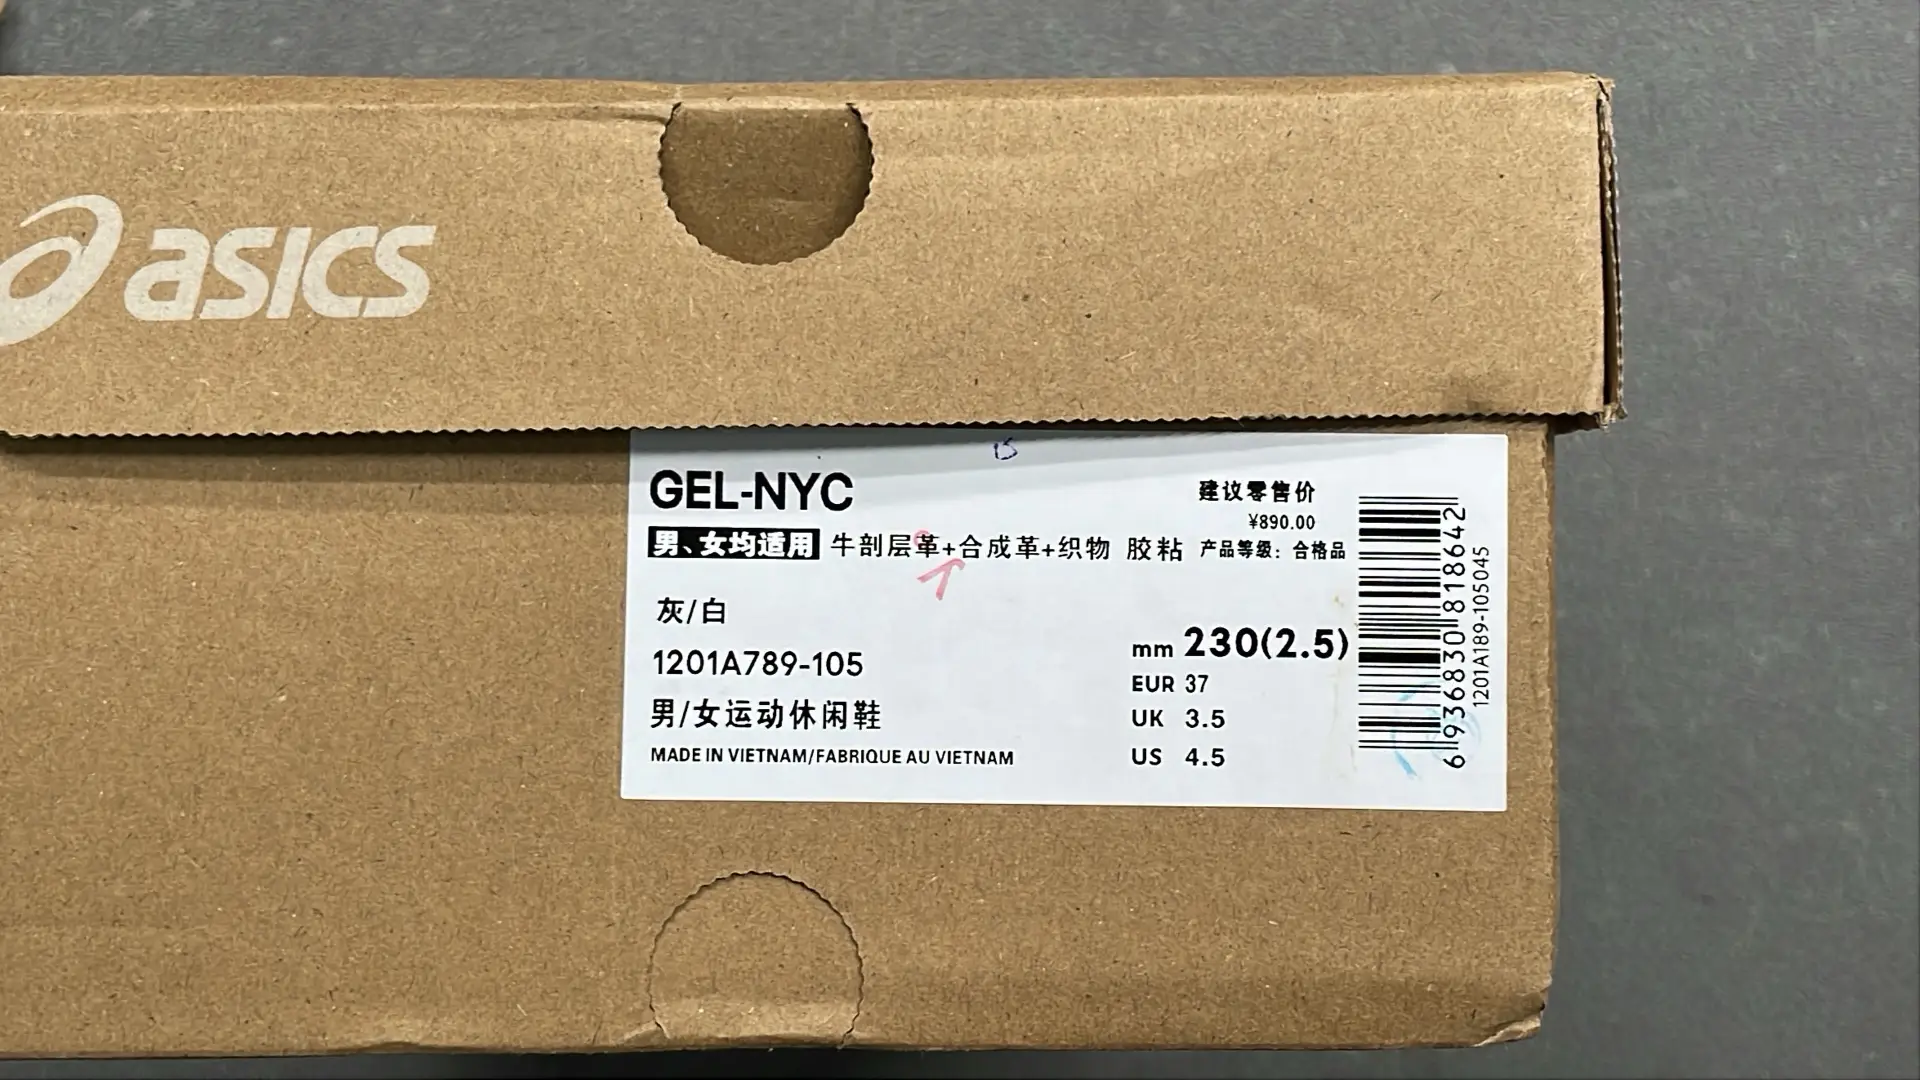 asics
GEL-NYC
建议零售价
¥890.00
男、女均适用 牛剖层革+合成革+织物 胶粘 产品等级：合格品
灰/白
1201A789-105
男/女运动休闲鞋
MADE IN VIETNAM/FABRIQUE AU VIETNAM
mm 230(2.5)
EUR 37
UK 3.5
US 4.5
6 936830 818642
1201A189-105045